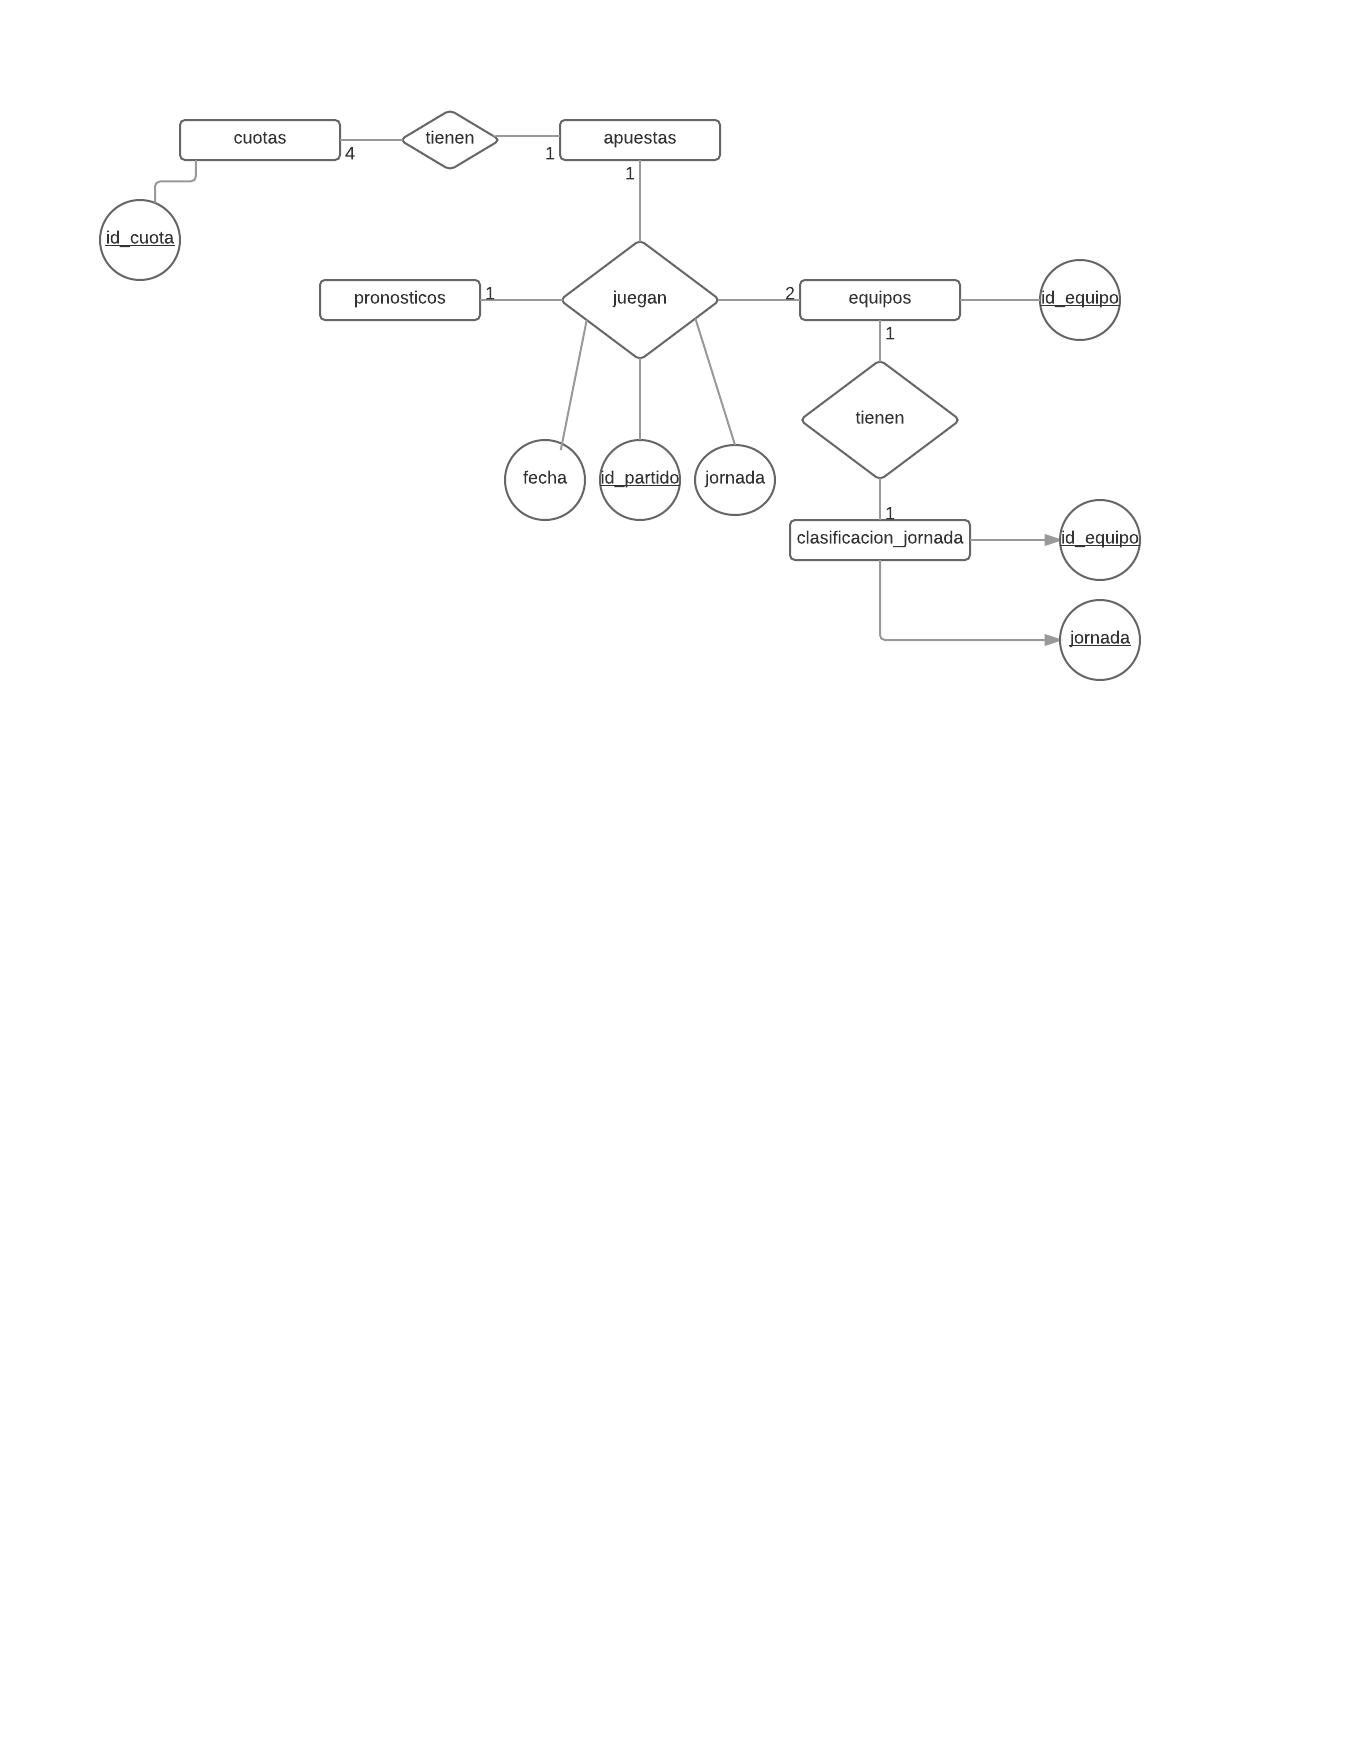 cuotas
tienen
apuestas
4
1
1
id_cuota
pronosticos
1
juegan
2
equipos
id_equipo
1
tienen
fecha
id_partido
jornada
1
clasificacion_jornada
id_equipo
jornada